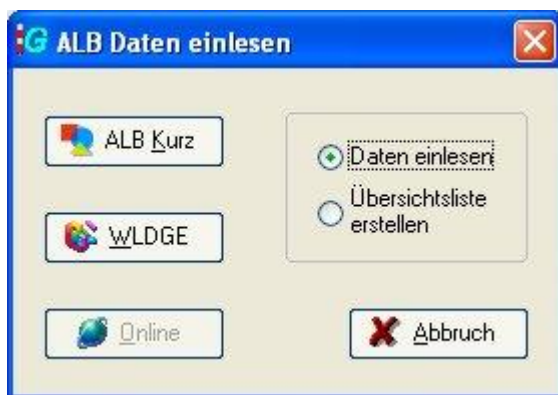 G ALB Daten einlesen
ALB Kurz
Daten einlesen
Übersichtsliste
erstellen
WLDGE
Online
Abbruch